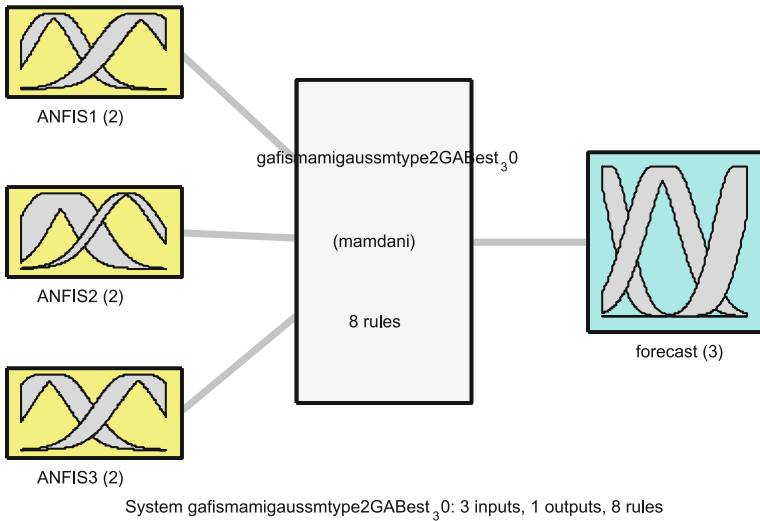 ANFIS1 (2)
gafismamigaussmtype2GABest₃0
(mamdani)
ANFIS2 (2)
8 rules
forecast (3)
ANFIS3 (2)
System gafismamigaussmtype2GABest₃0: 3 inputs, 1 outputs, 8 rules